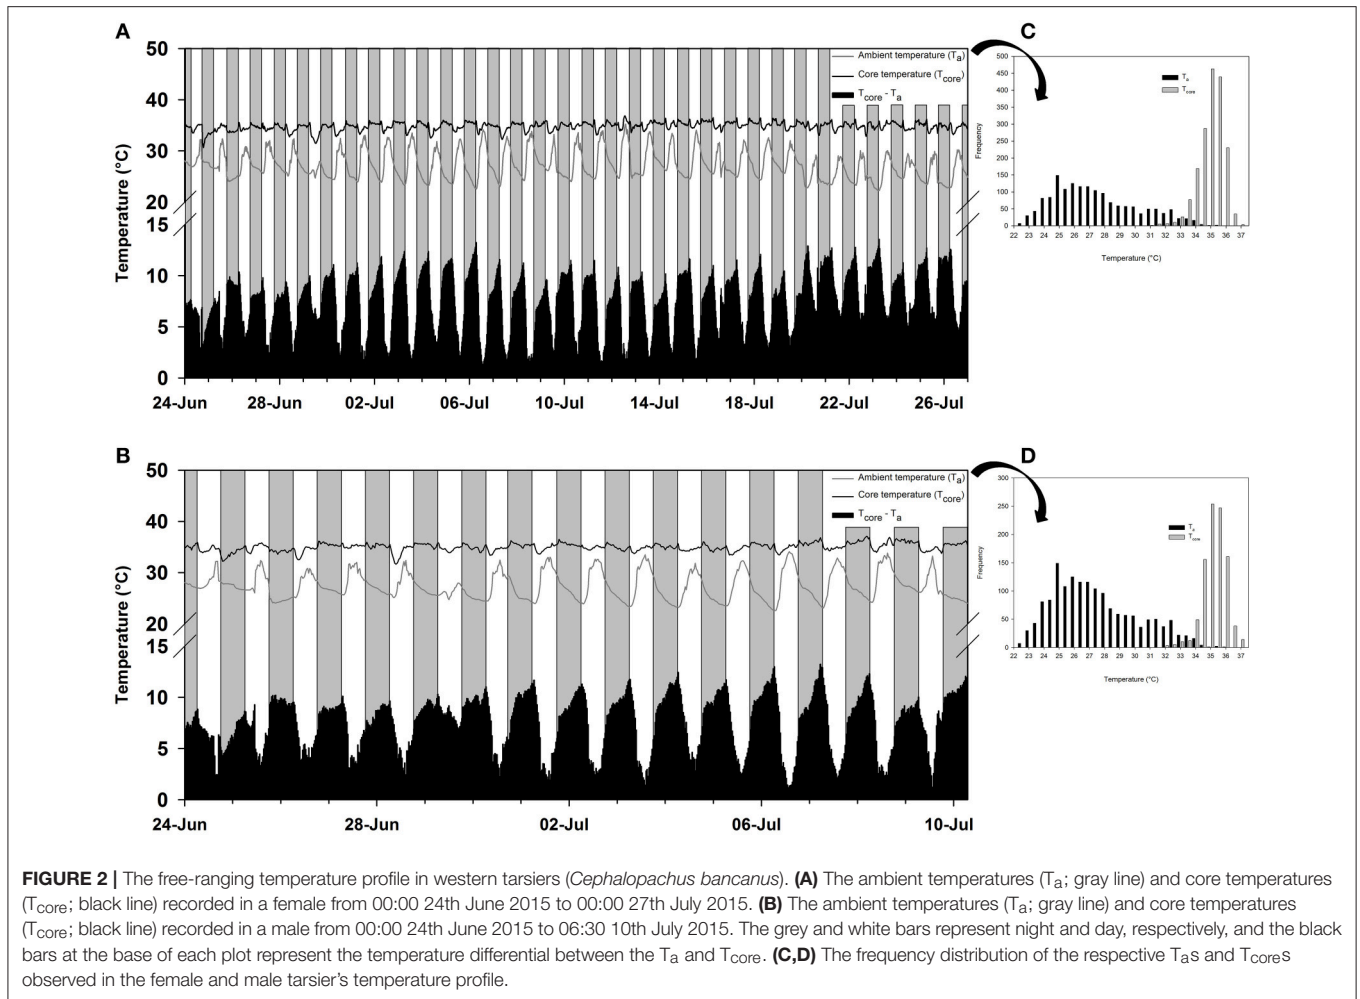 A
50
40
30
20
15
10
5
0
Temperature (°C)
Ambient temperature (Ta)
Core temperature (Tcore)
Tcore - Ta
24-Jun 28-Jun 02-Jul 06-Jul 10-Jul 14-Jul 18-Jul 22-Jul 26-Jul
C
500
450
400
350
300
250
200
150
100
50
0
Frequency
Ta
Tcore
22 23 24 25 26 27 28 29 30 31 32 33 34 35 36 37
Temperature (°C)
B
50
40
30
20
15
10
5
0
Temperature (°C)
Ambient temperature (Ta)
Core temperature (Tcore)
Tcore - Ta
24-Jun 28-Jun 02-Jul 06-Jul 10-Jul
D
300
250
200
150
100
50
0
Frequency
Ta
Tcore
22 23 24 25 26 27 28 29 30 31 32 33 34 35 36 37
Temperature (°C)
FIGURE 2 | The free-ranging temperature profile in western tarsiers (Cephalopachus bancanus). (A) The ambient temperatures (Ta; gray line) and core temperatures
(Tcore; black line) recorded in a female from 00:00 24th June 2015 to 00:00 27th July 2015. (B) The ambient temperatures (Ta; gray line) and core temperatures
(Tcore; black line) recorded in a male from 00:00 24th June 2015 to 06:30 10th July 2015. The grey and white bars represent night and day, respectively, and the black
bars at the base of each plot represent the temperature differential between the Ta and Tcore. (C,D) The frequency distribution of the respective Tas and Tcores
observed in the female and male tarsier's temperature profile.